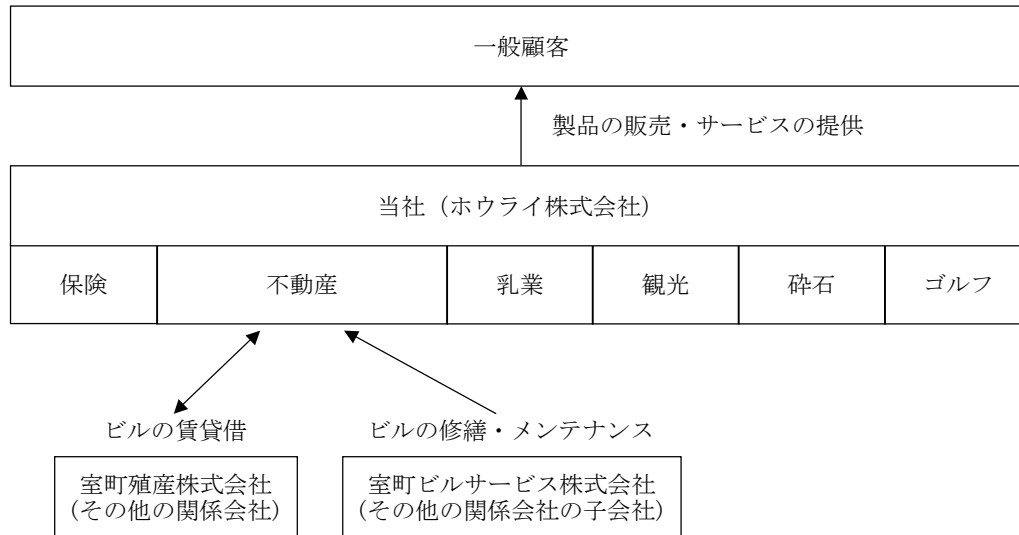 一般顧客
製品の販売・サービスの提供
当社（ホウライ株式会社）
保険
不動産
乳業
観光
砕石
ゴルフ
ビルの賃貸借
ビルの修繕・メンテナンス
室町殖産株式会社
（その他の関係会社）
室町ビルサービス株式会社
（その他の関係会社の子会社）